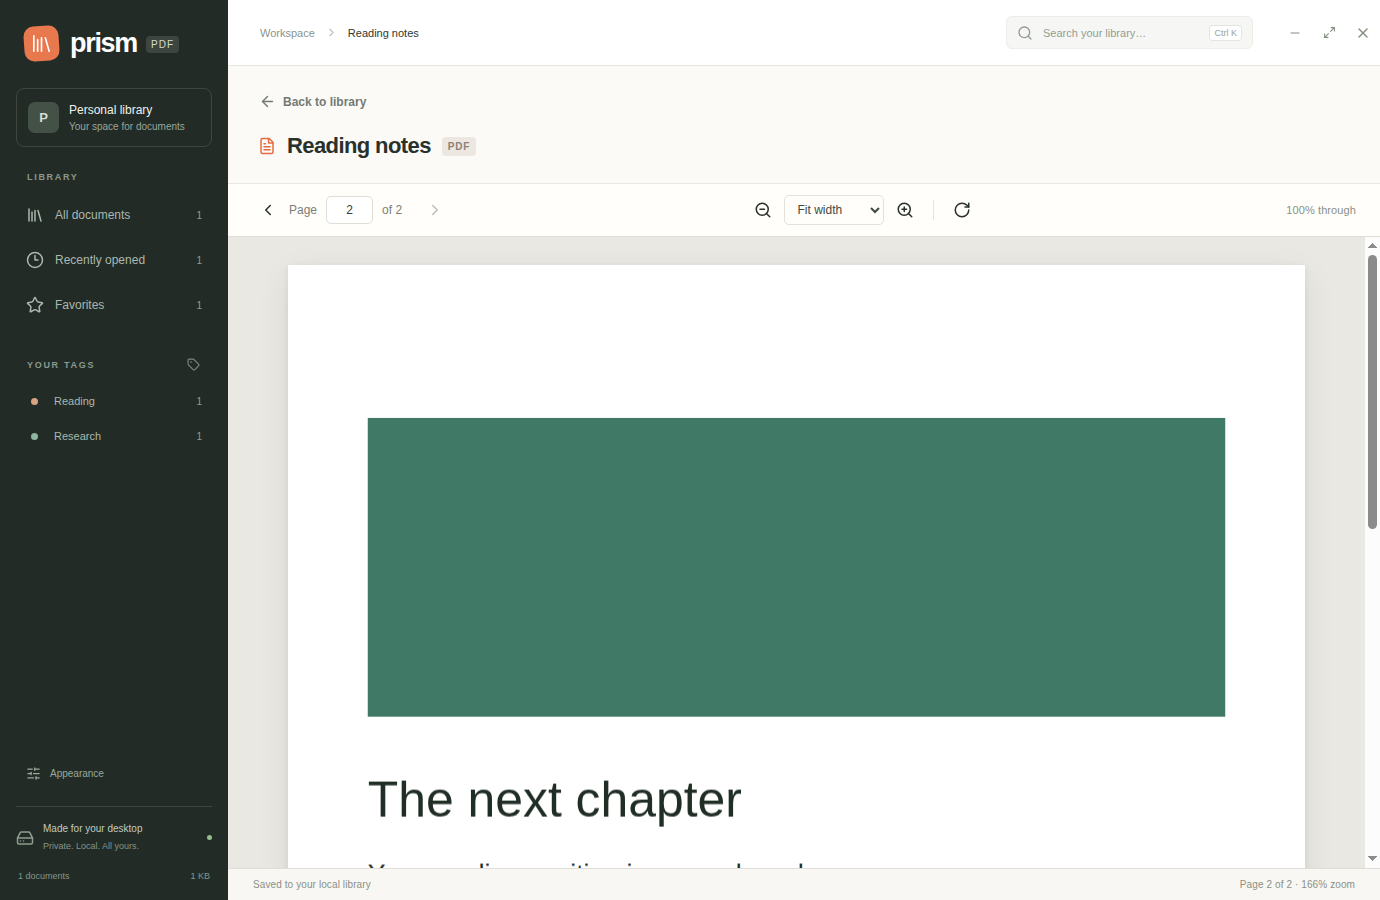 prism PDF
P
Personal library
Your space for documents
LIBRARY
All documents 1
Recently opened 1
Favorites 1
YOUR TAGS
Reading 1
Research 1
Appearance
Made for your desktop
Private. Local. All yours.
1 documents 1 KB
Workspace Reading notes
Search your library… Ctrl K
Back to library
Reading notes PDF
Page 2 of 2
Fit width
100% through
The next chapter
Saved to your local library
Page 2 of 2 · 166% zoom